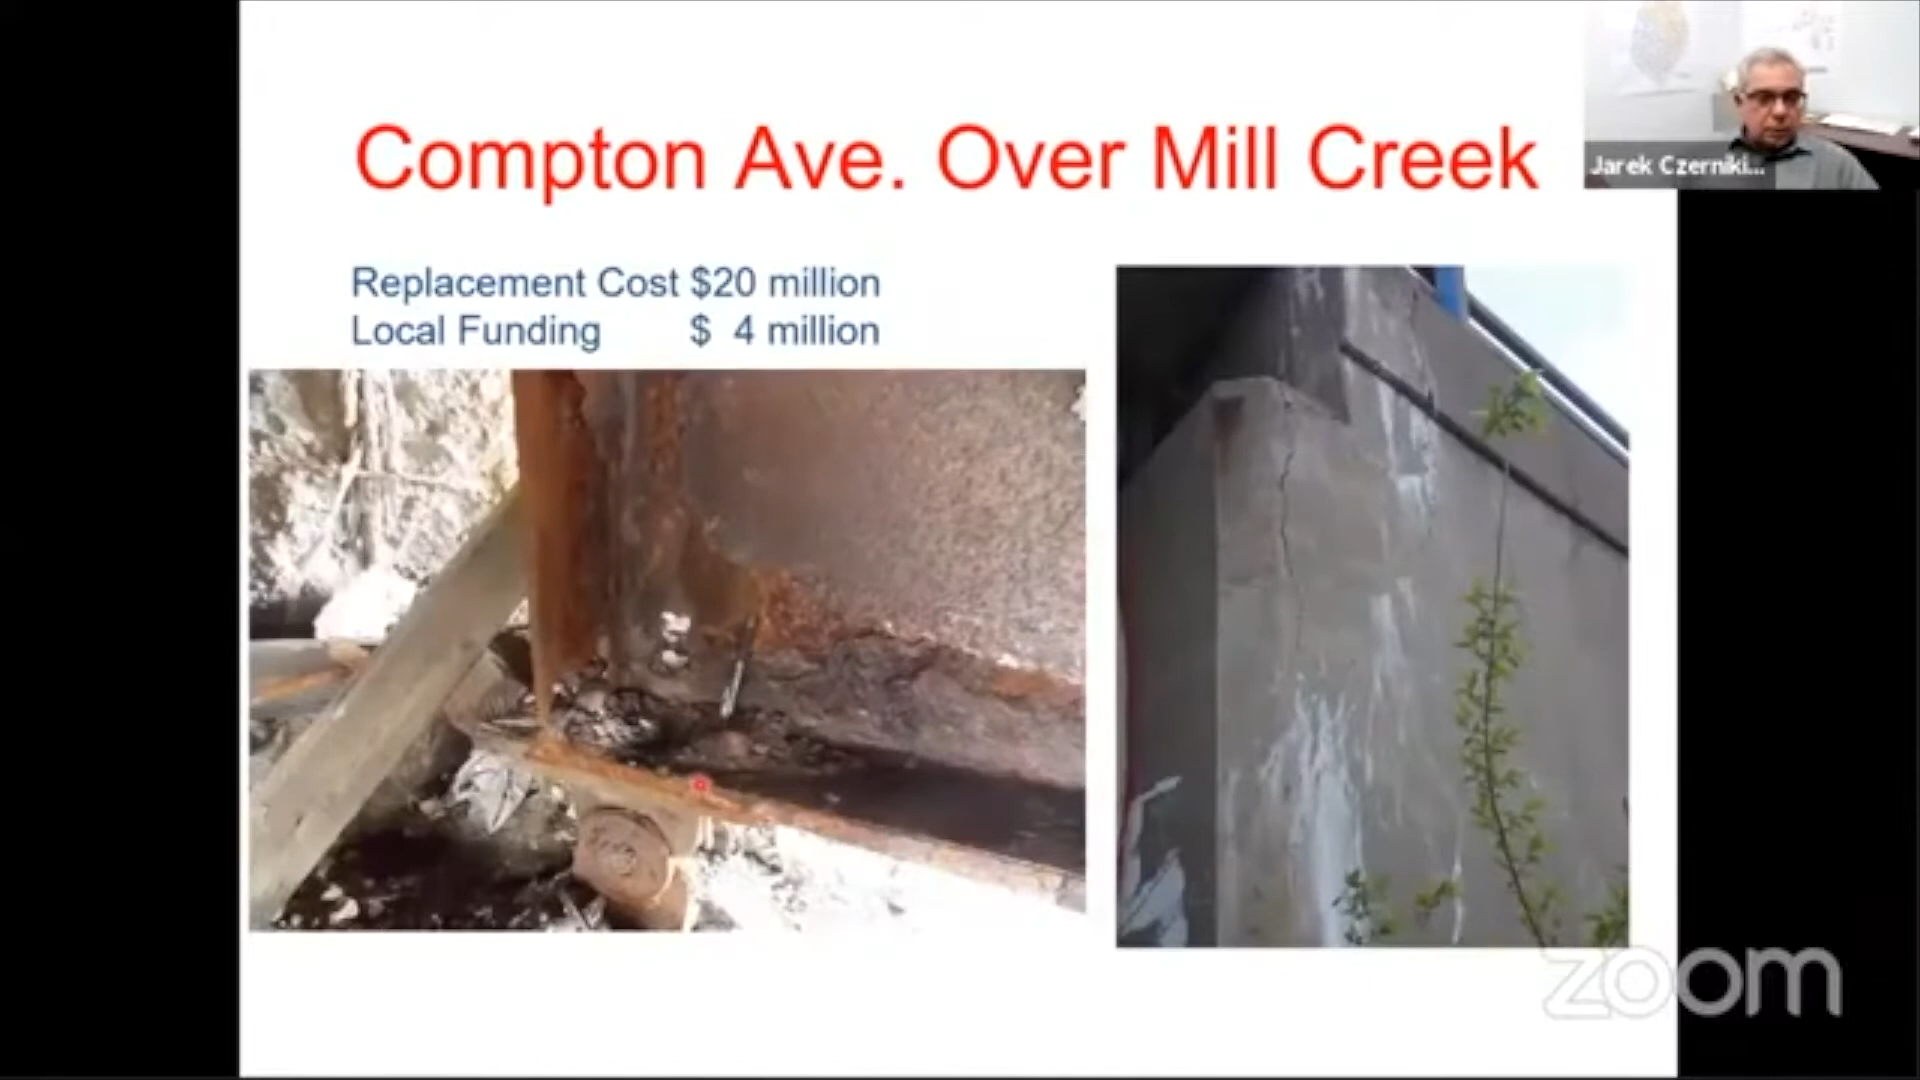 Compton Ave. Over Mill Creek
Jarek Czerniki...
Replacement Cost $20 million
Local Funding $ 4 million
zoom